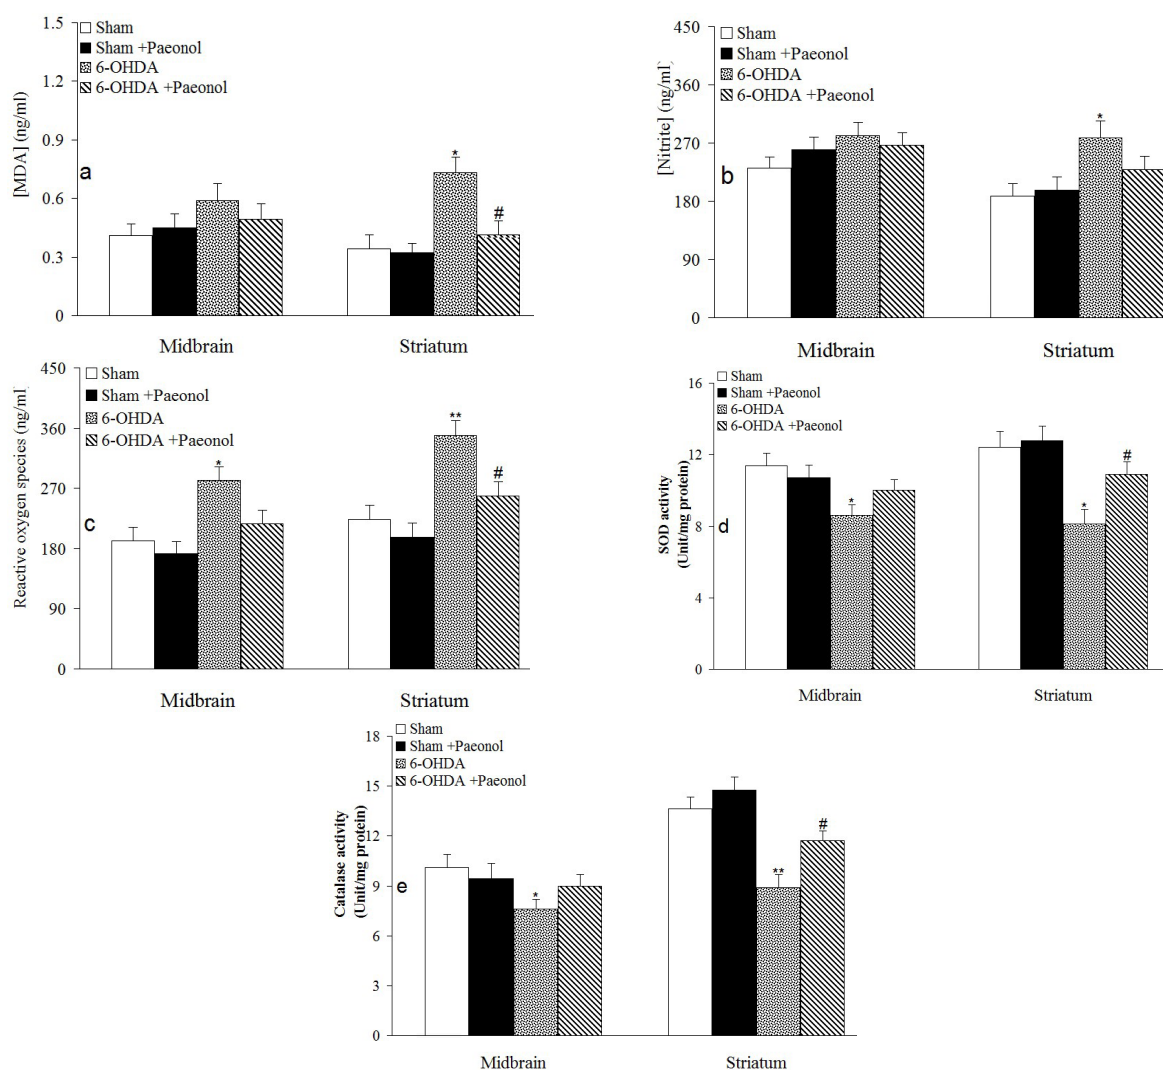 1.5
1.2
0.9
0.6
0.3
0
[MDA] (ng/ml)
a
Sham
Sham +Paeonol
6-OHDA
6-OHDA +Paeonol
*
#
Midbrain
Striatum
450
360
270
180
90
0
[Nitrite] (ng/ml)
b
Sham
Sham +Paeonol
6-OHDA
6-OHDA +Paeonol
*
Midbrain
Striatum
450
360
270
180
90
0
Reactive oxygen species (ng/ml)
c
Sham
Sham +Paeonol
6-OHDA
6-OHDA +Paeonol
*
**
#
Midbrain
Striatum
16
12
8
4
0
SOD activity
(Unit/mg protein)
d
Sham
Sham +Paeonol
6-OHDA
6-OHDA +Paeonol
*
*
#
Midbrain
Striatum
18
15
12
9
6
3
0
Catalase activity
(Unit/mg protein)
e
Sham
Sham +Paeonol
6-OHDA
6-OHDA +Paeonol
*
**
#
Midbrain
Striatum